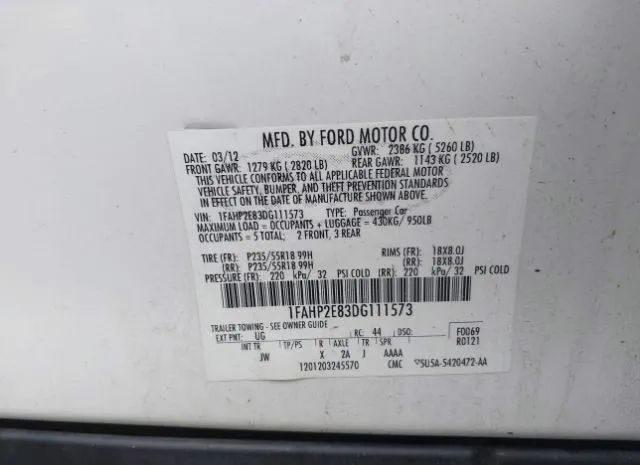 MFD. BY FORD MOTOR CO.
DATE: 03/12 GVWR: 2386 KG ( 5260 LB)
FRONT GAWR: 1279 KG ( 2820 LB) REAR GAWR: 1143 KG ( 2520 LB)
THIS VEHICLE CONFORMS TO ALL APPLICABLE FEDERAL MOTOR
VEHICLE SAFETY, BUMPER, AND THEFT PREVENTION STANDARDS
IN EFFECT ON THE DATE OF MANUFACTURE SHOWN ABOVE.
VIN: 1FAHP2E83DG111573 TYPE: Passenger Car
MAXIMUM LOAD = OCCUPANTS + LUGGAGE = 430KG/ 950LB
OCCUPANTS = 5 TOTAL; 2 FRONT, 3 REAR
TIRE (FR): P235/55R18 99H RIMS (FR): 18X8.0J
(RR): P235/55R18 99H (RR): 18X8.0J
PRESSURE (FR): 220 kPa/ 32 PSI COLD (RR): 220 kPa/ 32 PSI COLD
1FAHP2E83DG111573
TRAILER TOWING - SEE OWNER GUIDE
EXT PNT: UG RC: 44 DSO: F0069
INT TR TP/PS R AXLE TR SPR R0121
JW X 2A J AAAA
1201203245570 CMC ▽5U5A-5420472-AA